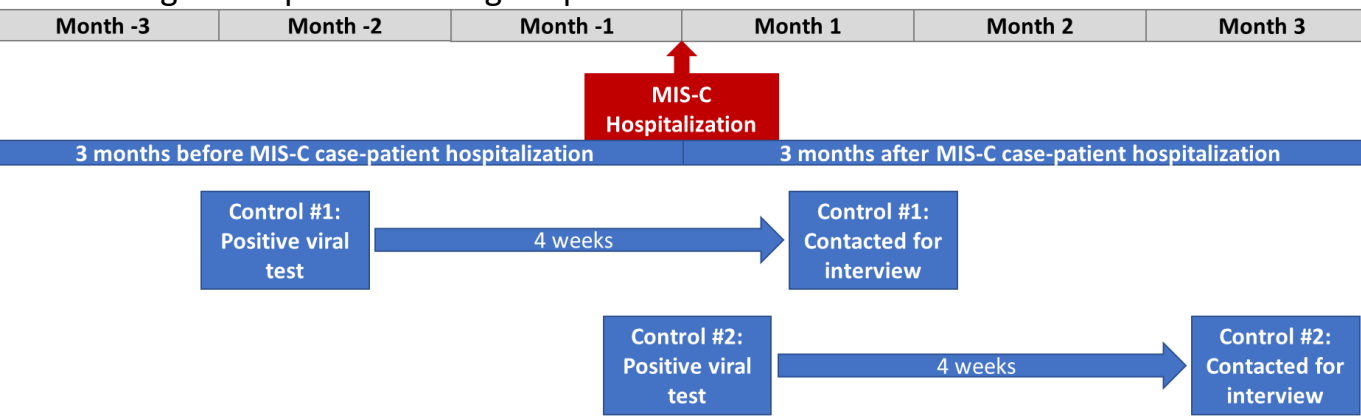 Month -3
Month -2
Month -1
Month 1
Month 2
Month 3
MIS-C
Hospitalization
3 months before MIS-C case-patient hospitalization
3 months after MIS-C case-patient hospitalization
Control #1:
Positive viral
test
4 weeks
Control #1:
Contacted for
interview
Control #2:
Positive viral
test
4 weeks
Control #2:
Contacted for
interview